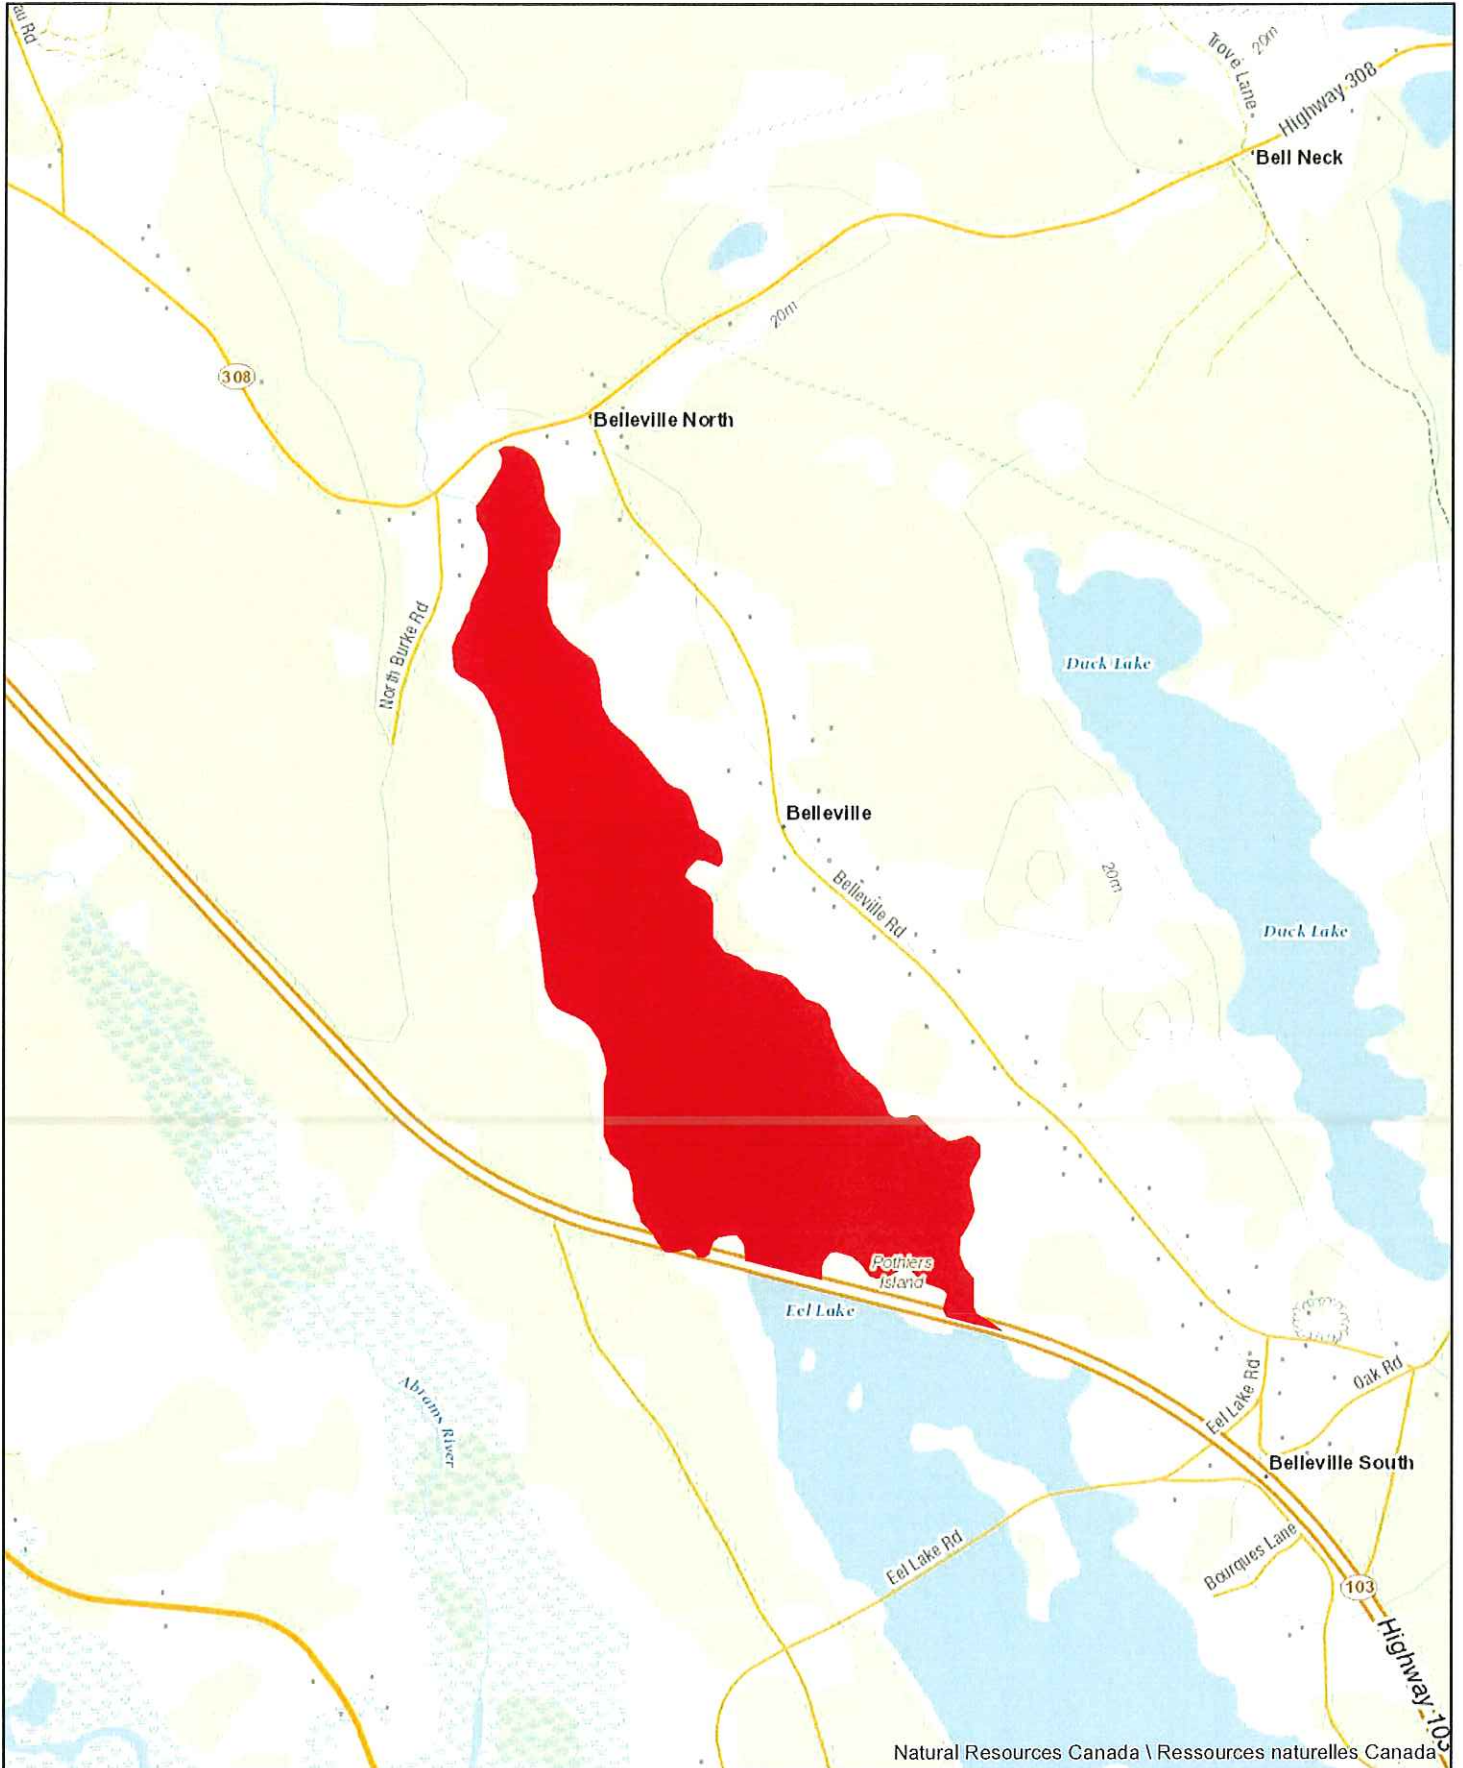 Trove Lane
20m
Highway 308
Bell Neck
20m
308
Belleville North
North Burke Rd
Duck Lake
Belleville
Belleville Rd
20m
Duck Lake
Pothiers
Island
Eel Lake
Abrams River
Eel Lake Rd
Oak Rd
Belleville South
Eel Lake Rd
Bourques Lane
103
Highway 103
Natural Resources Canada \ Ressources naturelles Canada